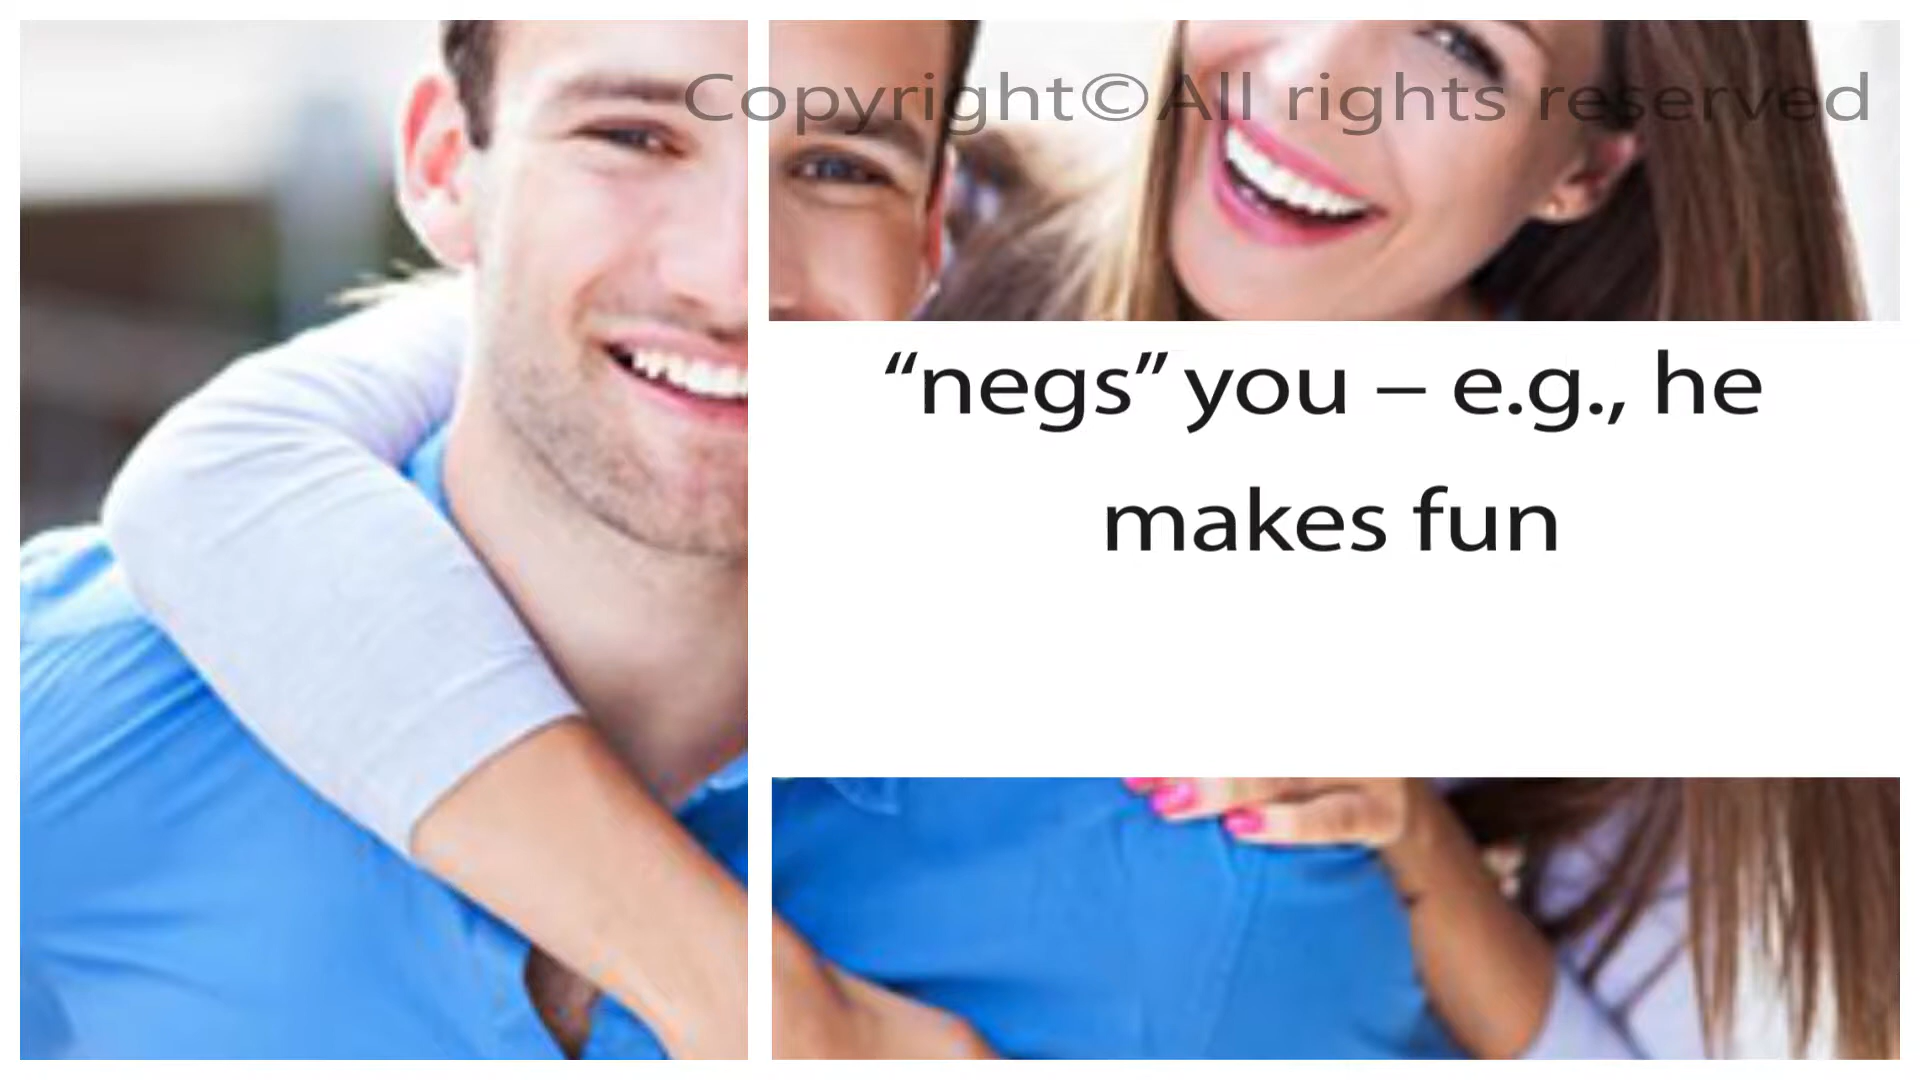 Copyright©All rights reserved
“negs” you – e.g., he
makes fun